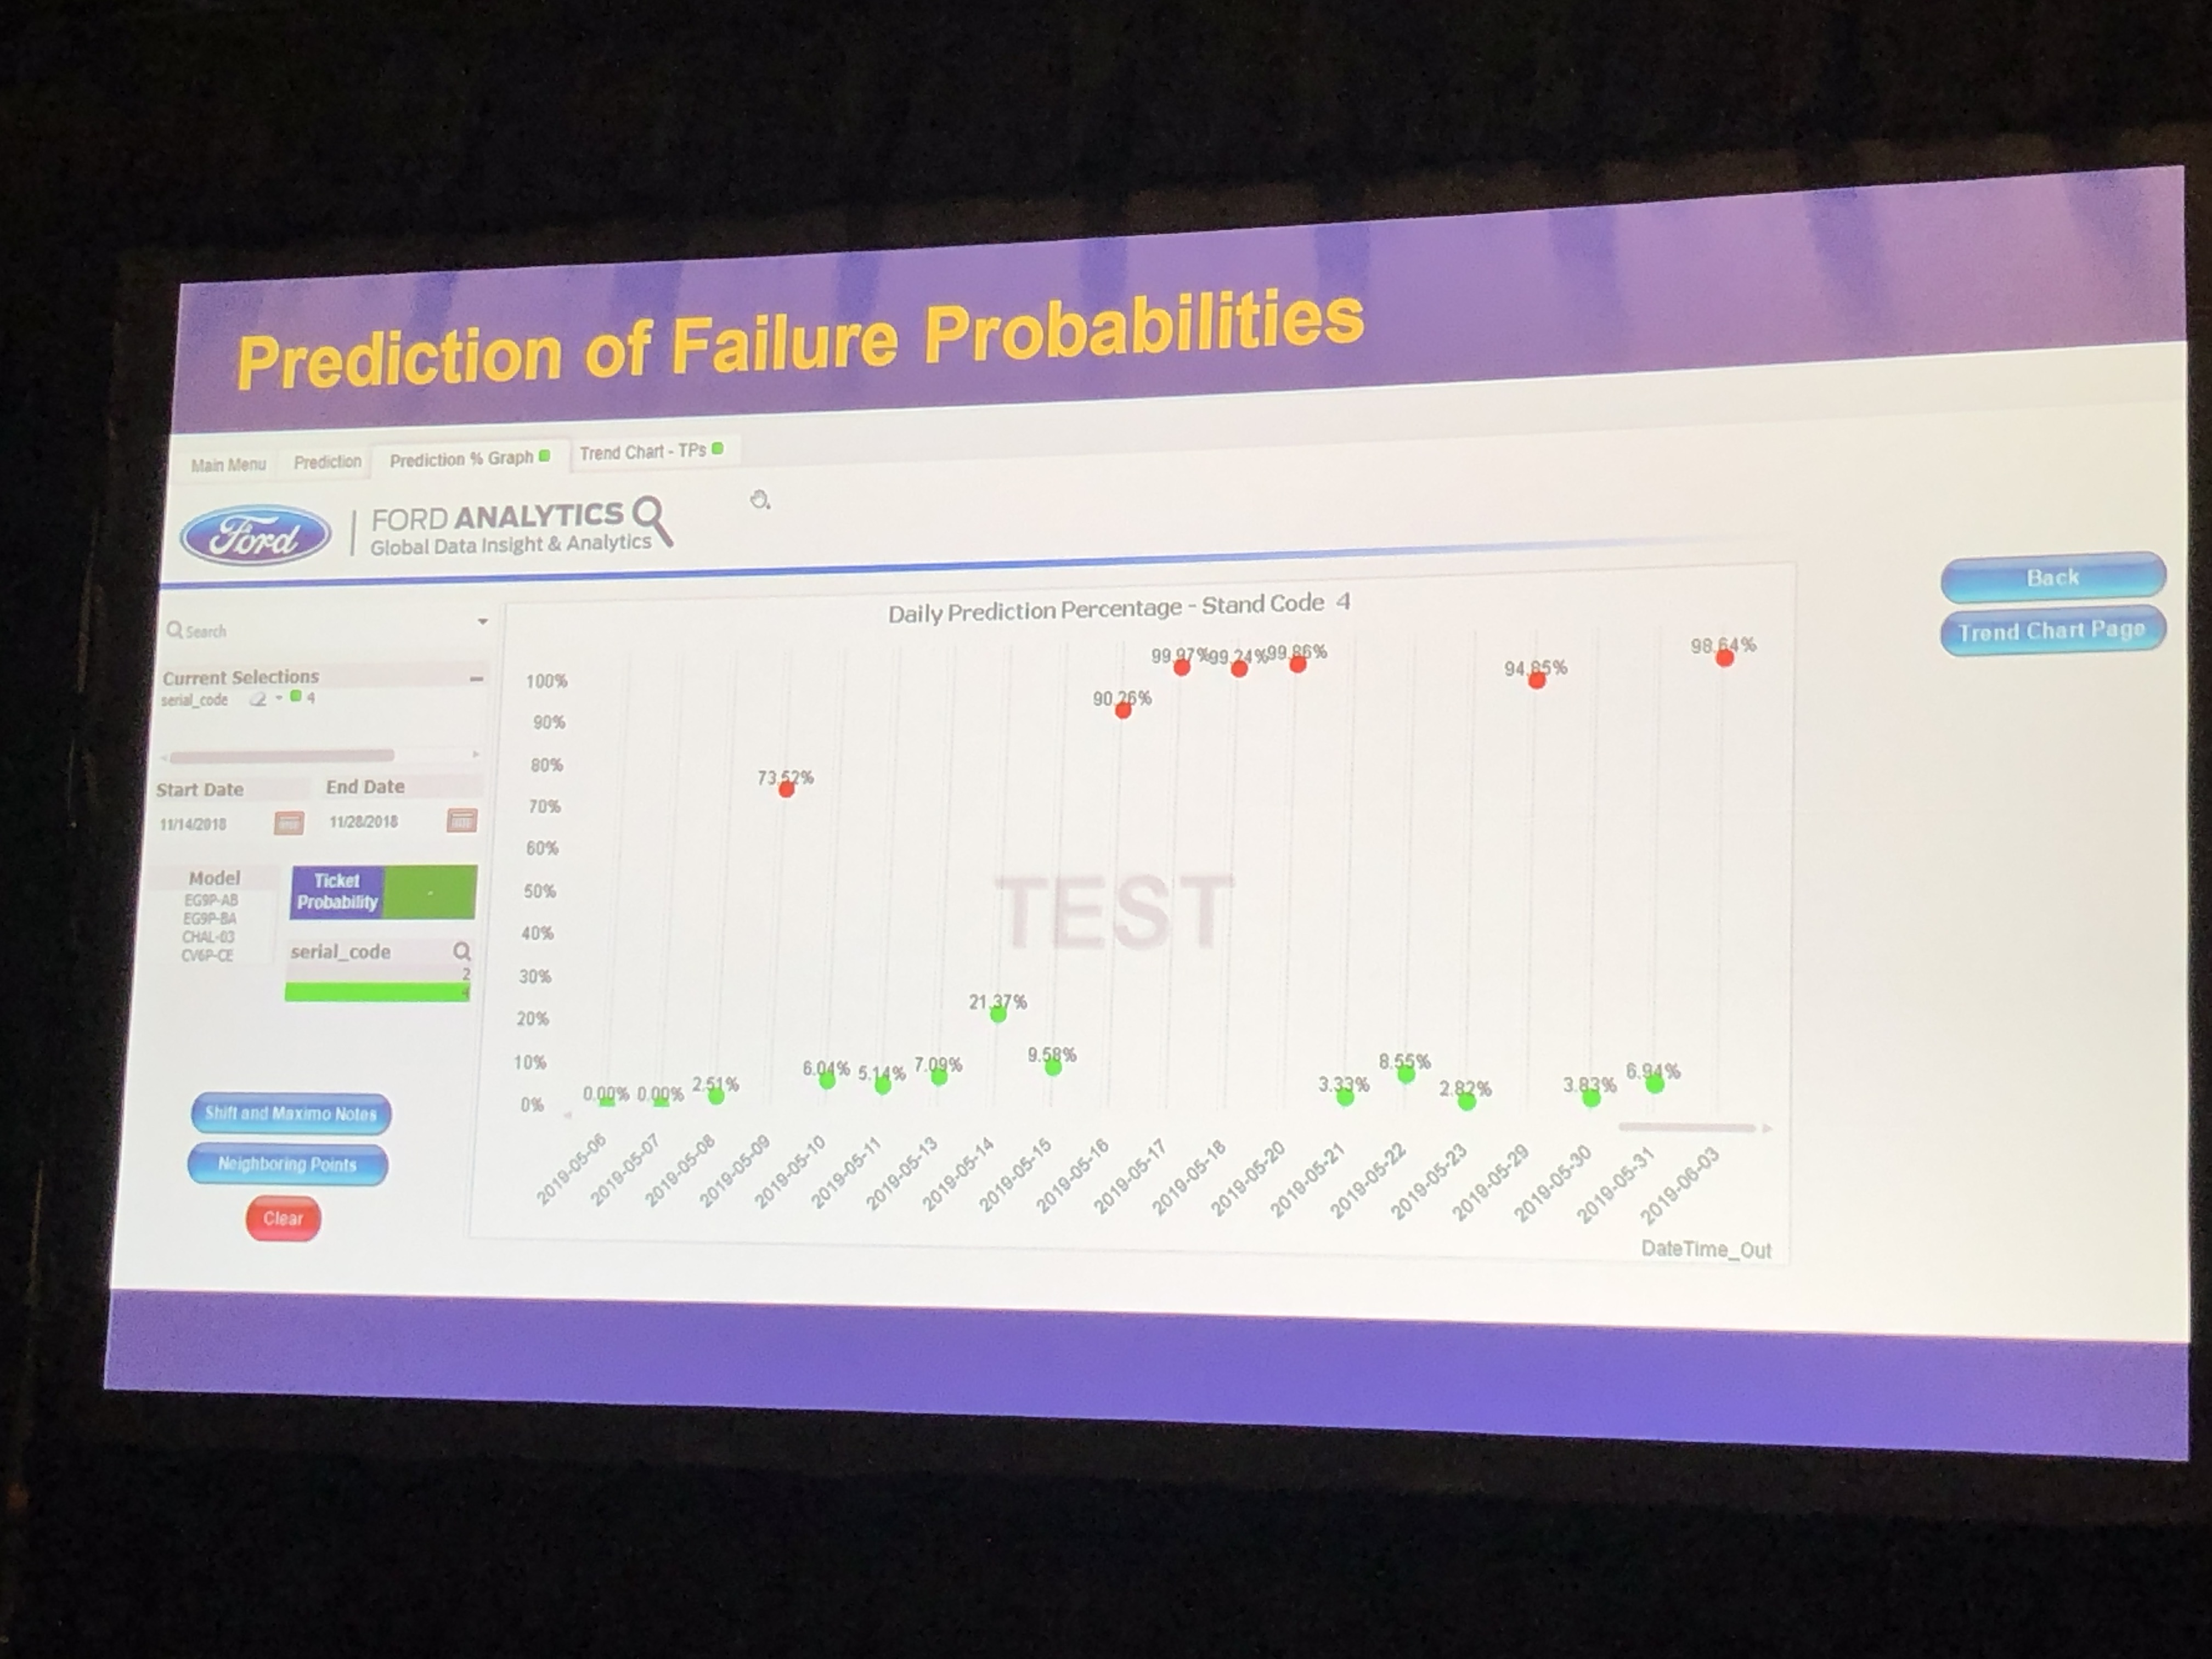 Prediction of Failure Probabilities
Main Menu Prediction Prediction % Graph Trend Chart - TPs
Ford FORD ANALYTICS
Global Data Insight & Analytics
Back
Trend Chart Page
Search
Current Selections
serial_code 4
Start Date End Date
11/14/2018 11/28/2018
Model
EG9P-AB
EG9P-BA
CHAL-03
CV6P-CE
Ticket
Probability -
serial_code
2
4
Shift and Maximo Notes
Neighboring Points
Clear
Daily Prediction Percentage - Stand Code 4
100%
90%
80%
70%
60%
50%
40%
30%
20%
10%
0%
0.00% 0.00% 2.51% 73.52% 6.04% 5.14% 7.09% 21.37% 9.58% 90.26% 99.97% 99.24% 99.86% 3.33% 8.55% 2.82% 94.85% 3.83% 6.94% 98.64%
TEST
2019-05-06 2019-05-07 2019-05-08 2019-05-09 2019-05-10 2019-05-11 2019-05-13 2019-05-14 2019-05-15 2019-05-16 2019-05-17 2019-05-18 2019-05-20 2019-05-21 2019-05-22 2019-05-23 2019-05-29 2019-05-30 2019-05-31 2019-06-03
DateTime_Out